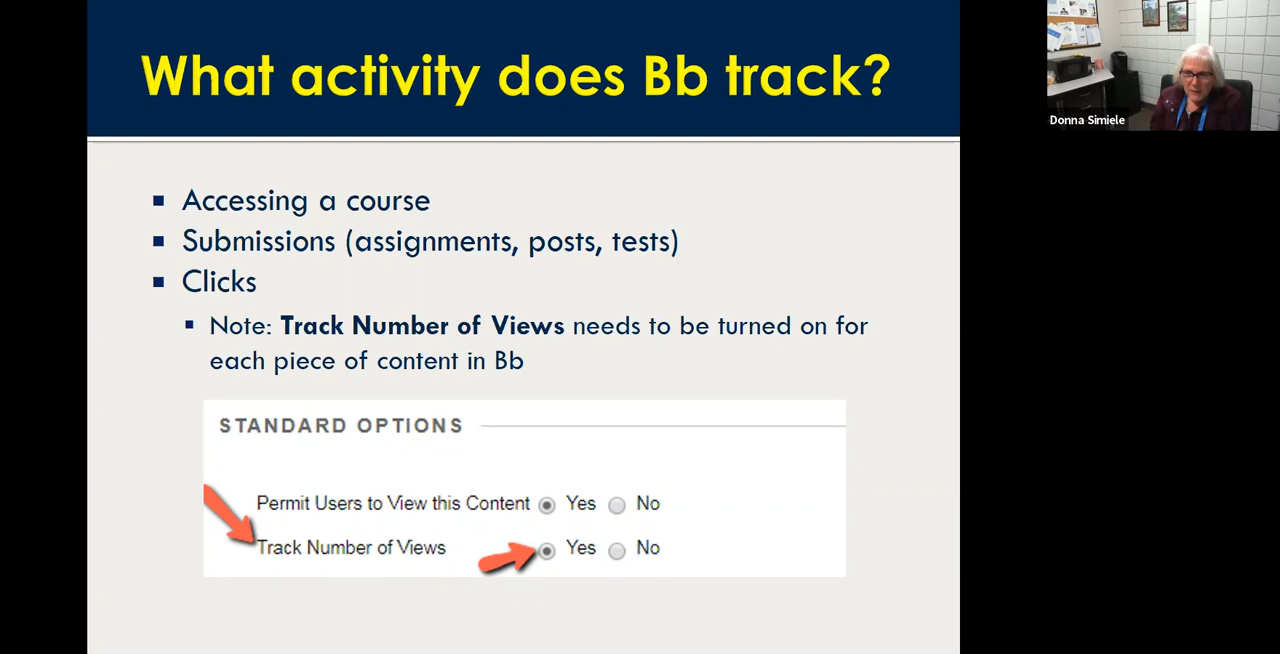 What activity does Bb track?
Accessing a course
Submissions (assignments, posts, tests)
Clicks
Note: Track Number of Views needs to be turned on for
each piece of content in Bb
STANDARD OPTIONS
Permit Users to View this Content Yes No
Track Number of Views Yes No
Donna Simiele